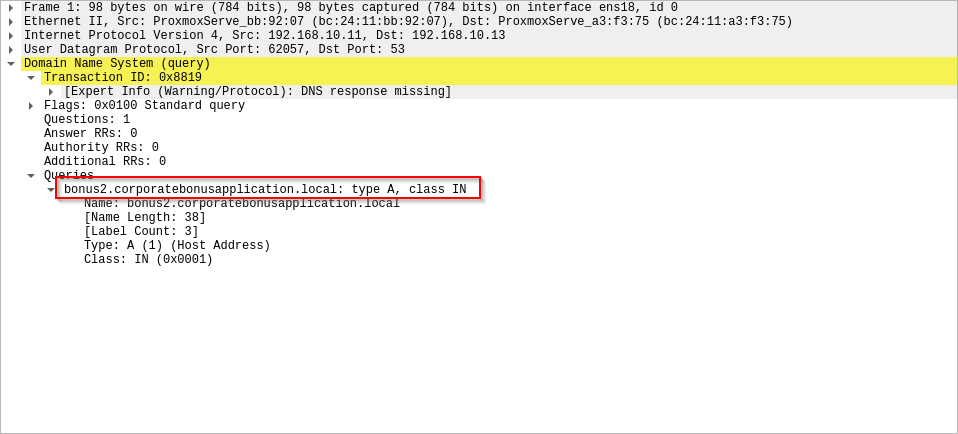 Frame 1: 98 bytes on wire (784 bits), 98 bytes captured (784 bits) on interface ens18, id 0
Ethernet II, Src: ProxmoxServe_bb:92:07 (bc:24:11:bb:92:07), Dst: ProxmoxServe_a3:f3:75 (bc:24:11:a3:f3:75)
Internet Protocol Version 4, Src: 192.168.10.11, Dst: 192.168.10.13
User Datagram Protocol, Src Port: 62057, Dst Port: 53
Domain Name System (query)
Transaction ID: 0x8819
[Expert Info (Warning/Protocol): DNS response missing]
Flags: 0x0100 Standard query
Questions: 1
Answer RRs: 0
Authority RRs: 0
Additional RRs: 0
Queries
bonus2.corporatebonusapplication.local: type A, class IN
Name: bonus2.corporatebonusapplication.local
[Name Length: 38]
[Label Count: 3]
Type: A (1) (Host Address)
Class: IN (0x0001)